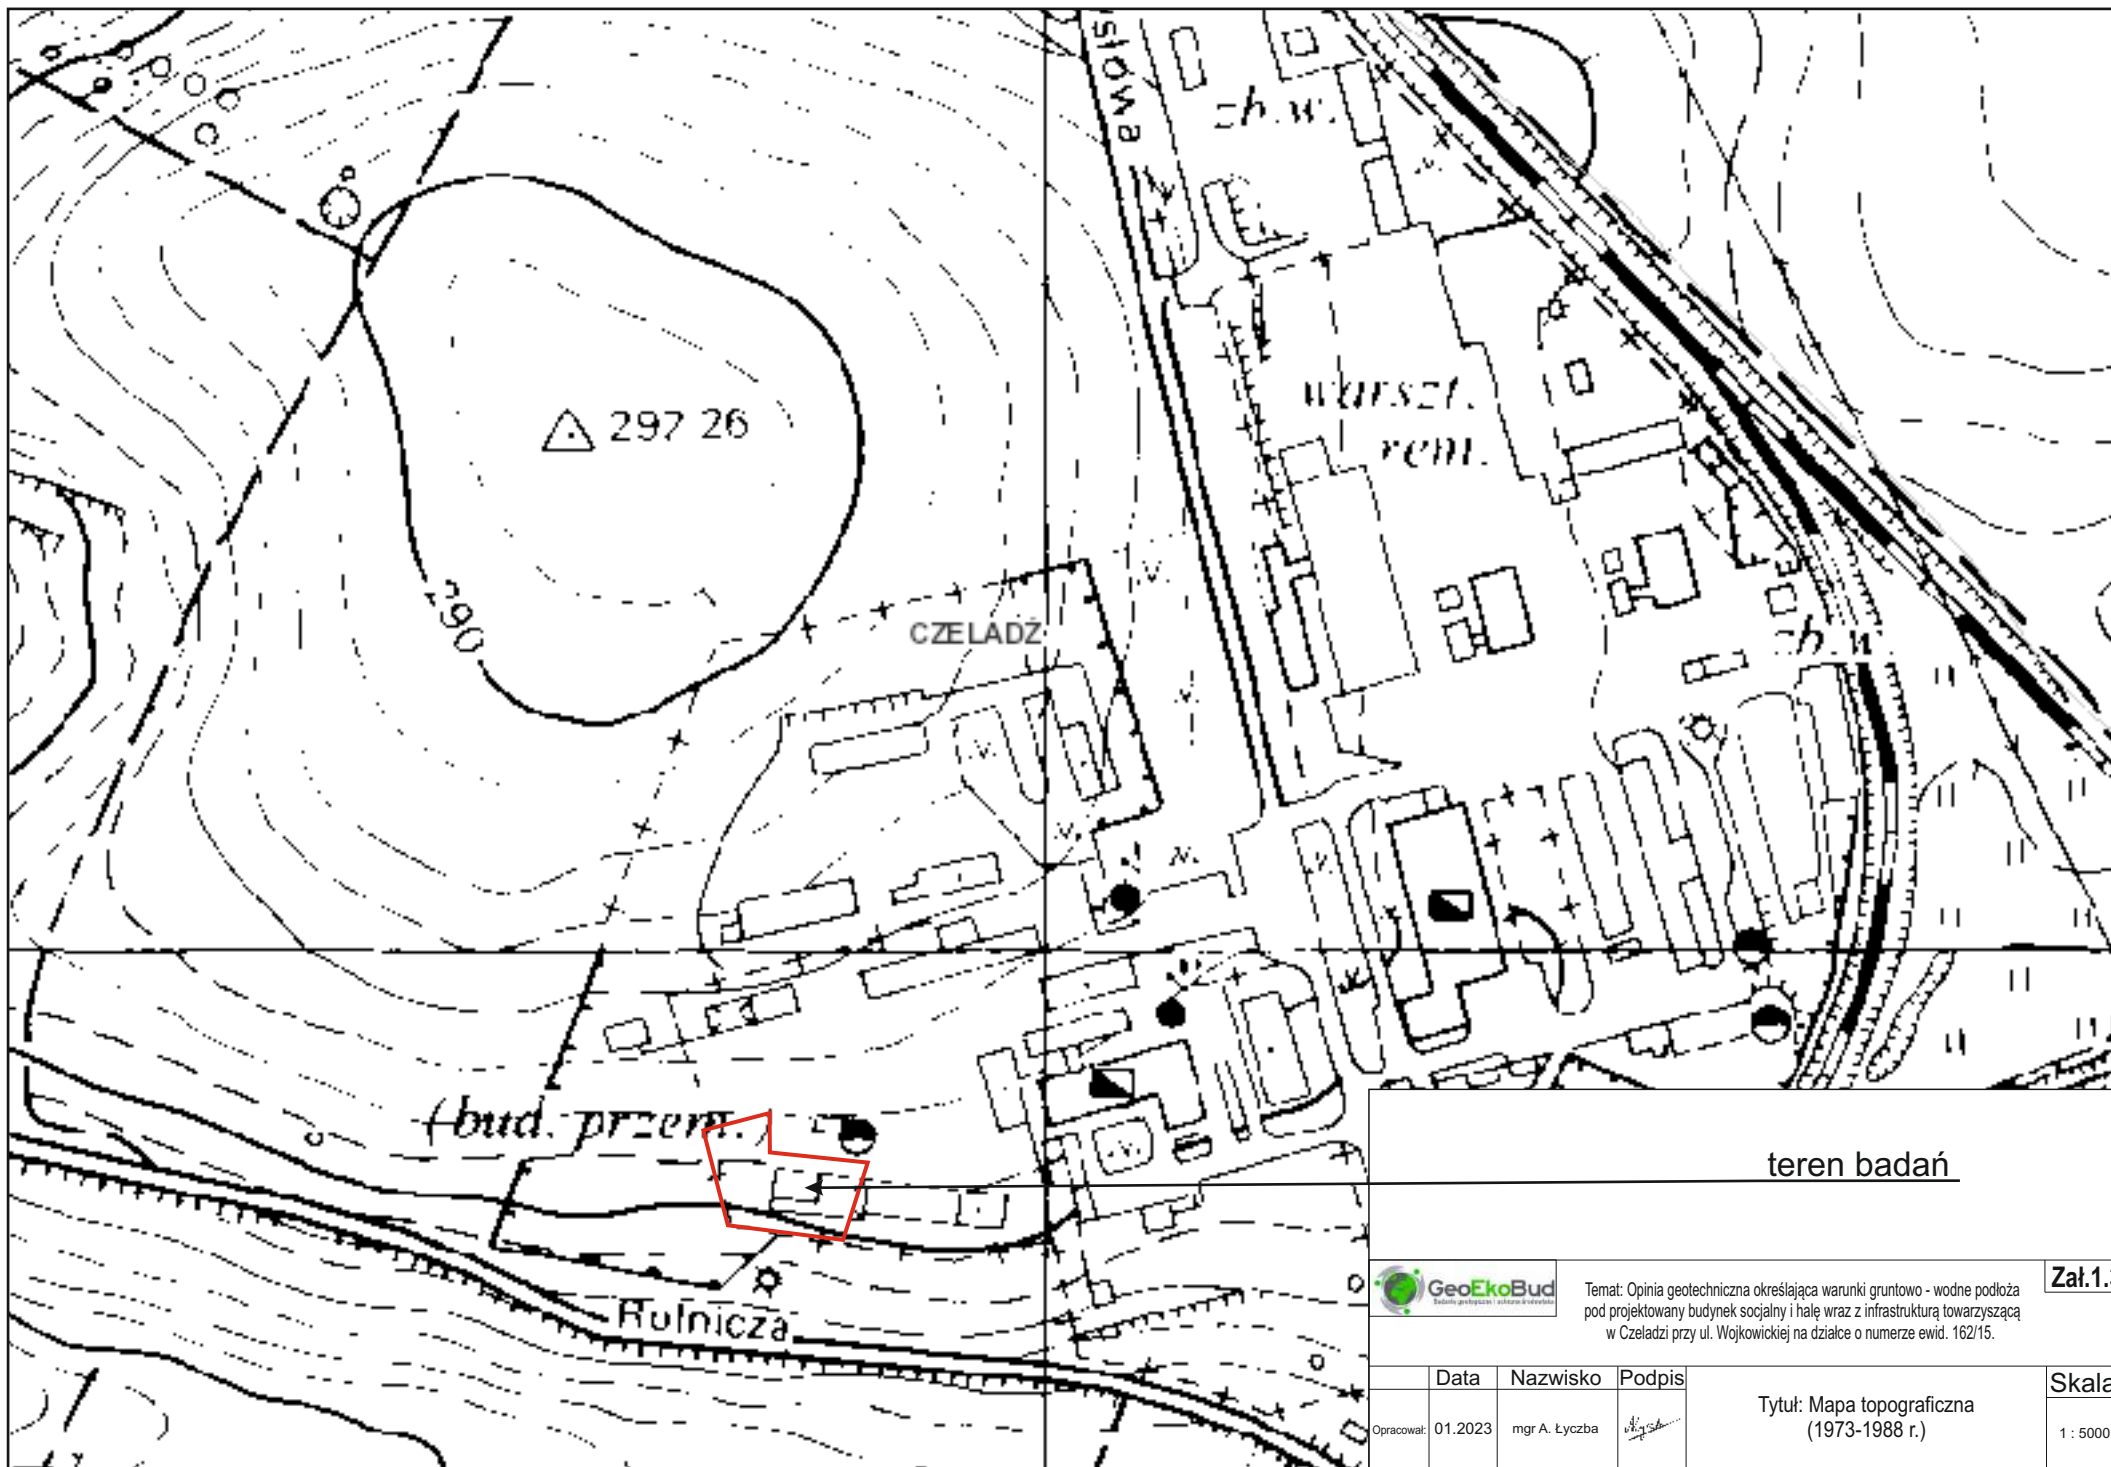 słowa
zb.w.
297 26
warszt.
rem.
290
CZELADŹ
zb.
(bud. przem.)
Rolnicza
teren badań
GeoEkoBud
Temat: Opinia geotechniczna określająca warunki gruntowo - wodne podłoża
pod projektowany budynek socjalny i halę wraz z infrastrukturą towarzyszącą
w Czeladzi przy ul. Wojkowickiej na działce o numerze ewid. 162/15.
Zał.1.
Data Nazwisko Podpis
Opracował: 01.2023 mgr A. Łyczba
Tytuł: Mapa topograficzna
(1973-1988 r.)
Skala
1 : 5000